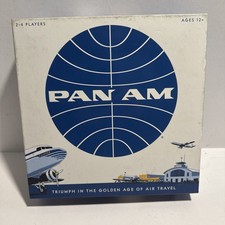 2-4 PLAYERS
AGES 12+
PAN AM
TRIUMPH IN THE GOLDEN AGE OF AIR TRAVEL